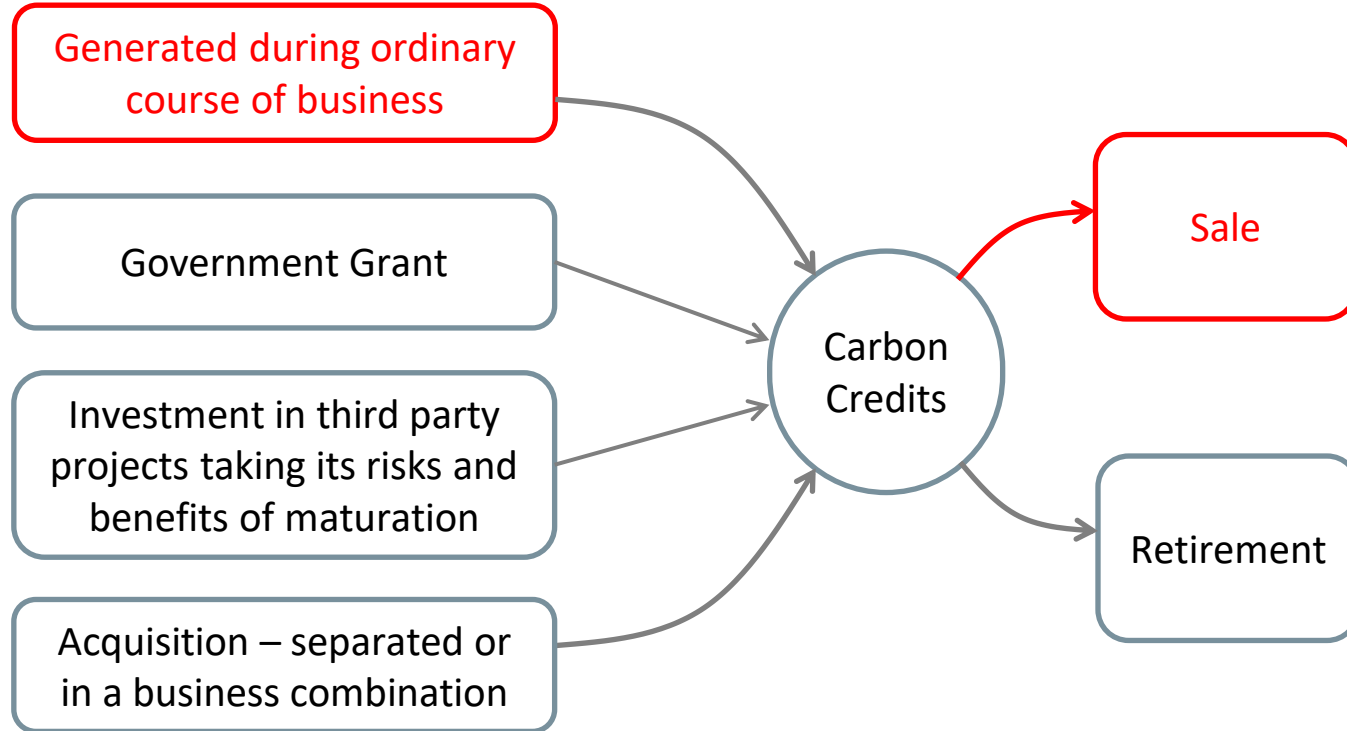 Generated during ordinary
course of business
Government Grant
Investment in third party
projects taking its risks and
benefits of maturation
Acquisition – separated or
in a business combination
Carbon
Credits
Sale
Retirement